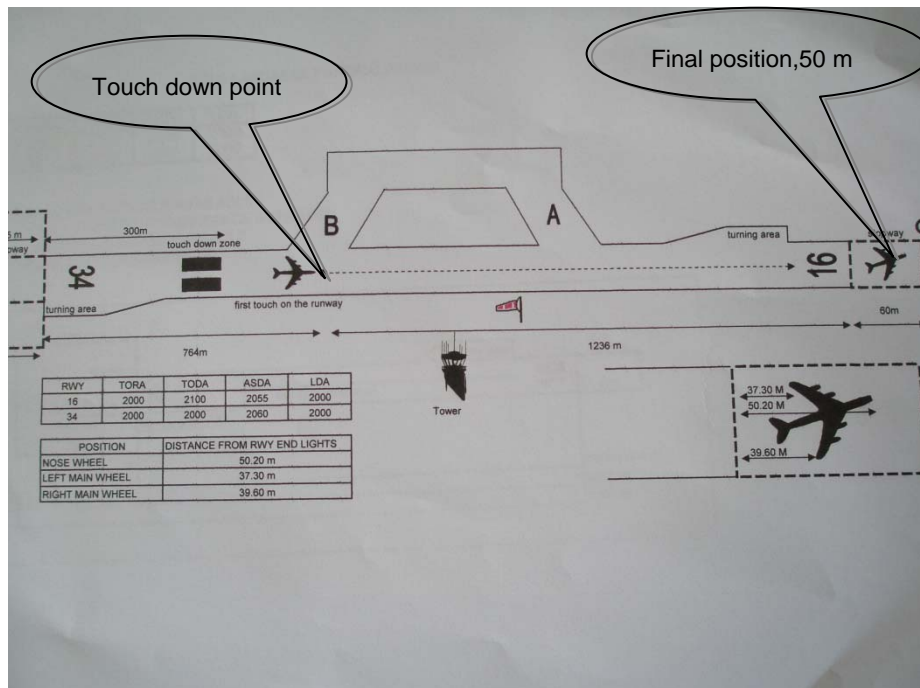 Touch down point
Final position,50 m
B
A
300m
touch down zone
turning area
34
16
turning area
first touch on the runway
764m
1236 m
60m
Tower
RWY TORA TODA ASDA LDA
16 2000 2100 2055 2000
34 2000 2000 2060 2000
POSITION DISTANCE FROM RWY END LIGHTS
NOSE WHEEL 50.20 m
LEFT MAIN WHEEL 37.30 m
RIGHT MAIN WHEEL 39.60 m
37.30 M
50.20 M
39.60 M